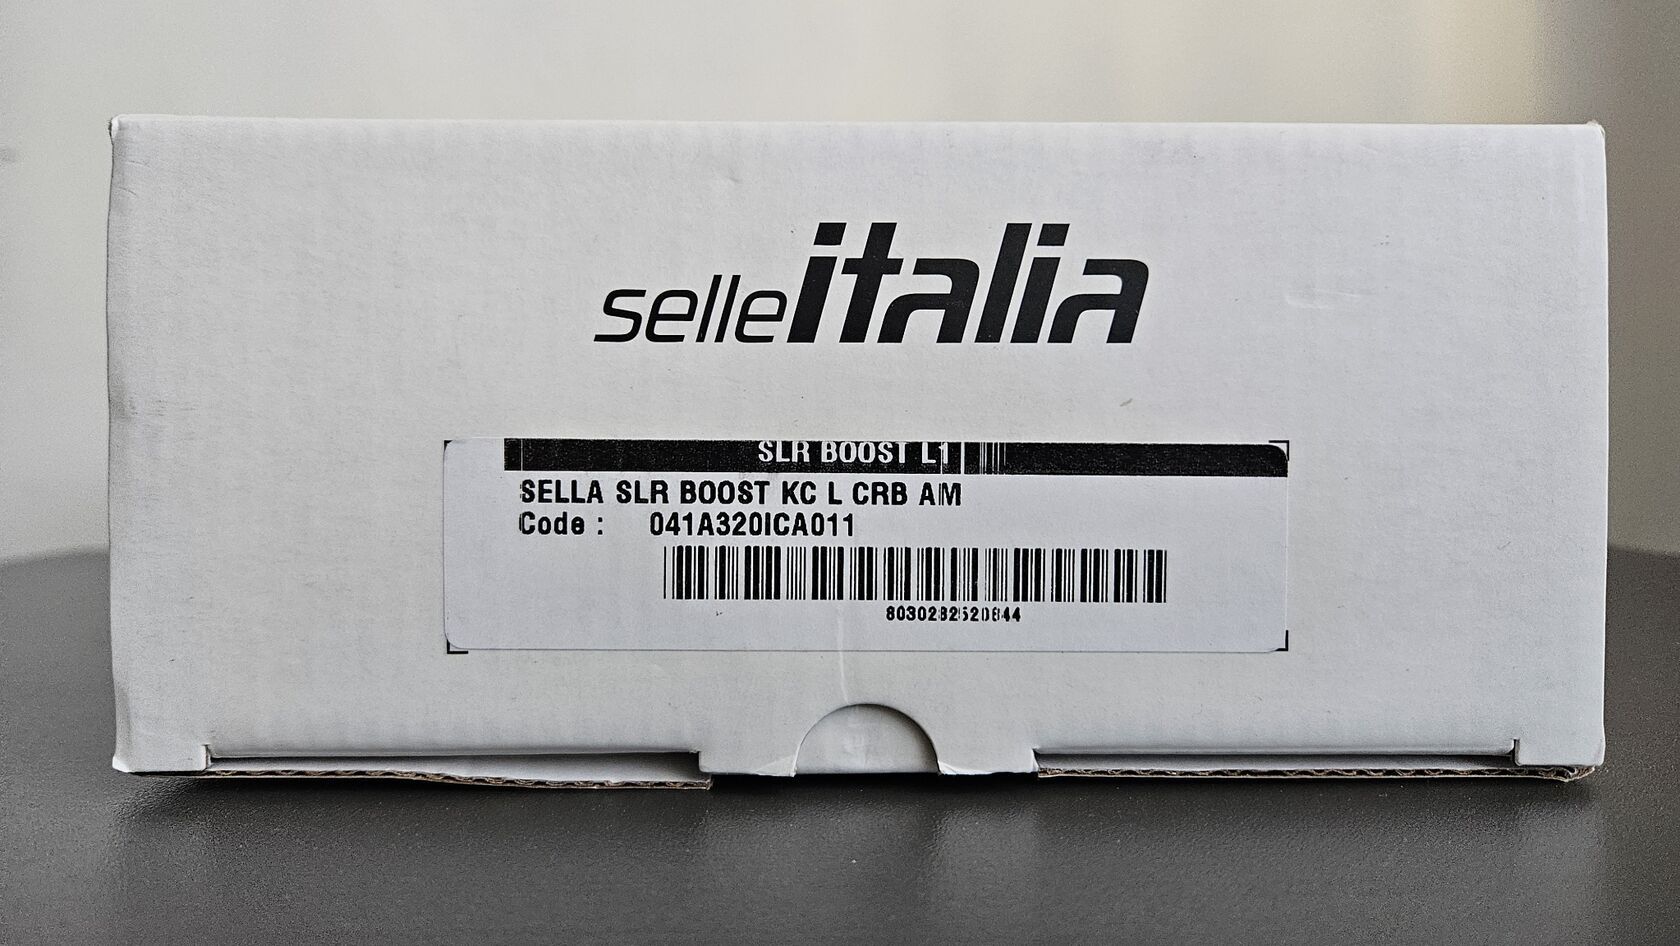 selleitalia
SLR BOOST L1
SELLA SLR BOOST KC L CRB AM
Code : 041A320ICA011
8030282520844